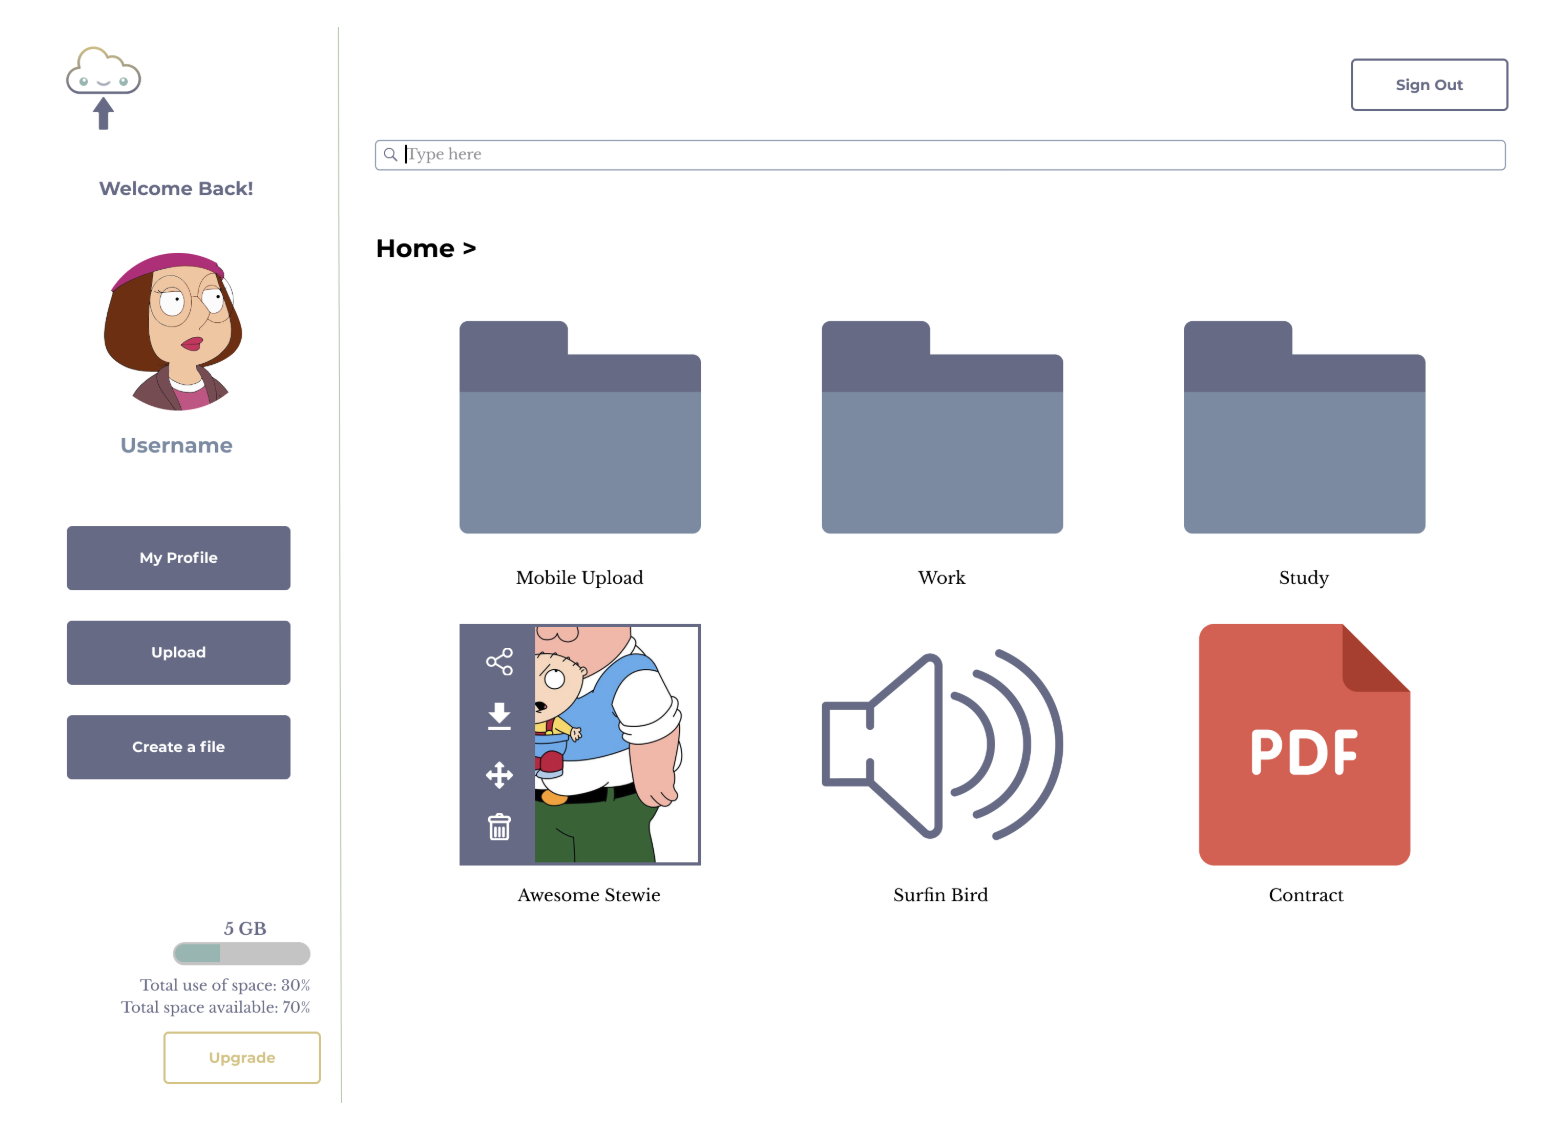 Sign Out
Type here
Welcome Back!
Home >
Username
My Profile
Upload
Create a file
Mobile Upload
Work
Study
PDF
Awesome Stewie
Surfin Bird
Contract
5 GB
Total use of space: 30%
Total space available: 70%
Upgrade